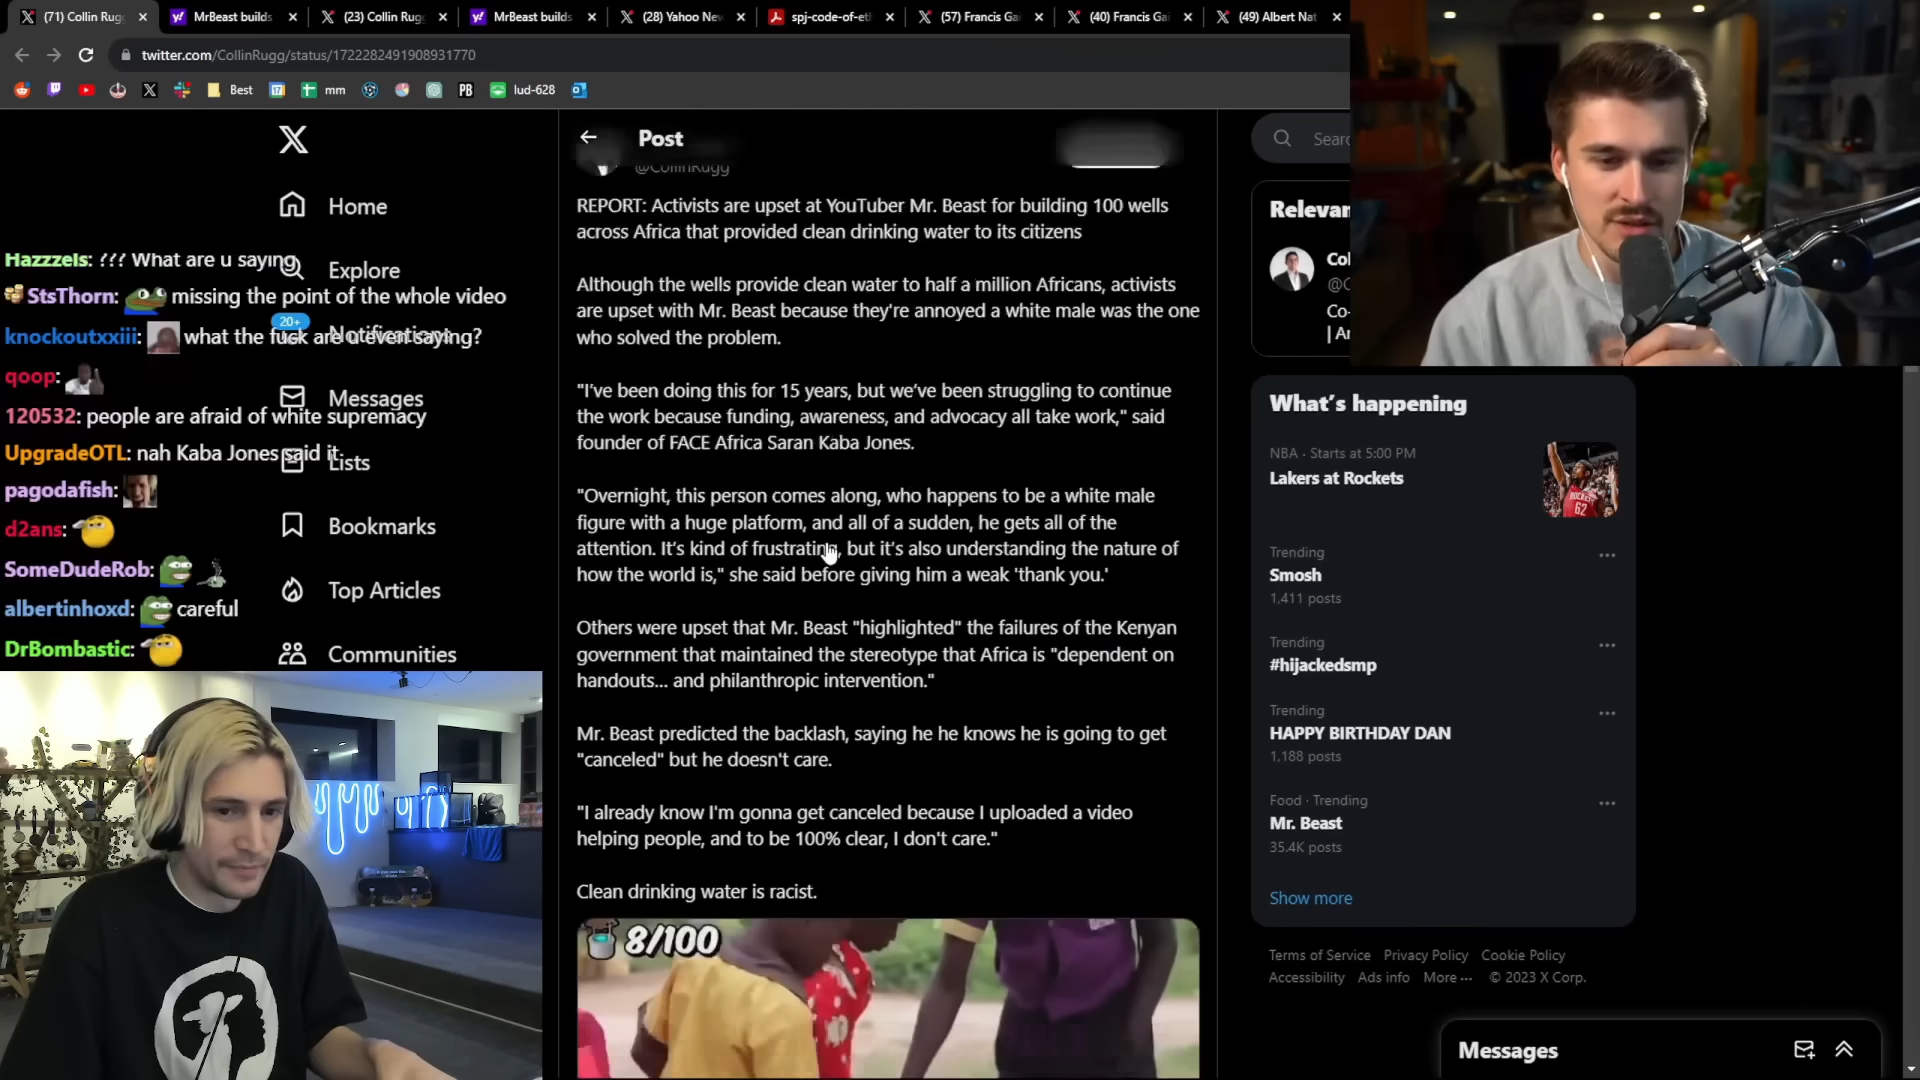 (71) Collin Rugg
MrBeast builds
(23) Collin Rugg
MrBeast builds
(28) Yahoo New
spj-code-of-eth
(57) Francis Ga
(40) Francis Ga
(49) Albert Nat
twitter.com/CollinRugg/status/1722282491908931770
Best
mm
PB
lud-628
Post
@CollinRugg
Home
Explore
20+
Notifications
Messages
Lists
Bookmarks
Top Articles
Communities
Hazzzels: ??? What are u saying
StsThorn: missing the point of the whole video
knockoutxxiii: what the fuck are u even saying?
qoop:
120532: people are afraid of white supremacy
UpgradeOTL: nah Kaba Jones said it
pagodafish:
d2ans:
SomeDudeRob:
albertinhoxd: careful
DrBombastic:
REPORT: Activists are upset at YouTuber Mr. Beast for building 100 wells
across Africa that provided clean drinking water to its citizens
Although the wells provide clean water to half a million Africans, activists
are upset with Mr. Beast because they're annoyed a white male was the one
who solved the problem.
"I've been doing this for 15 years, but we've been struggling to continue
the work because funding, awareness, and advocacy all take work," said
founder of FACE Africa Saran Kaba Jones.
"Overnight, this person comes along, who happens to be a white male
figure with a huge platform, and all of a sudden, he gets all of the
attention. It's kind of frustrating, but it's also understanding the nature of
how the world is," she said before giving him a weak 'thank you.'
Others were upset that Mr. Beast "highlighted" the failures of the Kenyan
government that maintained the stereotype that Africa is "dependent on
handouts... and philanthropic intervention."
Mr. Beast predicted the backlash, saying he he knows he is going to get
"canceled" but he doesn't care.
"I already know I'm gonna get canceled because I uploaded a video
helping people, and to be 100% clear, I don't care."
Clean drinking water is racist.
8/100
Sear
Relevan
Col
@C
Co-
| An
What's happening
NBA · Starts at 5:00 PM
Lakers at Rockets
Trending
Smosh
1,411 posts
Trending
#hijackedsmp
Trending
HAPPY BIRTHDAY DAN
1,188 posts
Food · Trending
Mr. Beast
35.4K posts
Show more
Terms of Service Privacy Policy Cookie Policy
Accessibility Ads info More ··· © 2023 X Corp.
Messages